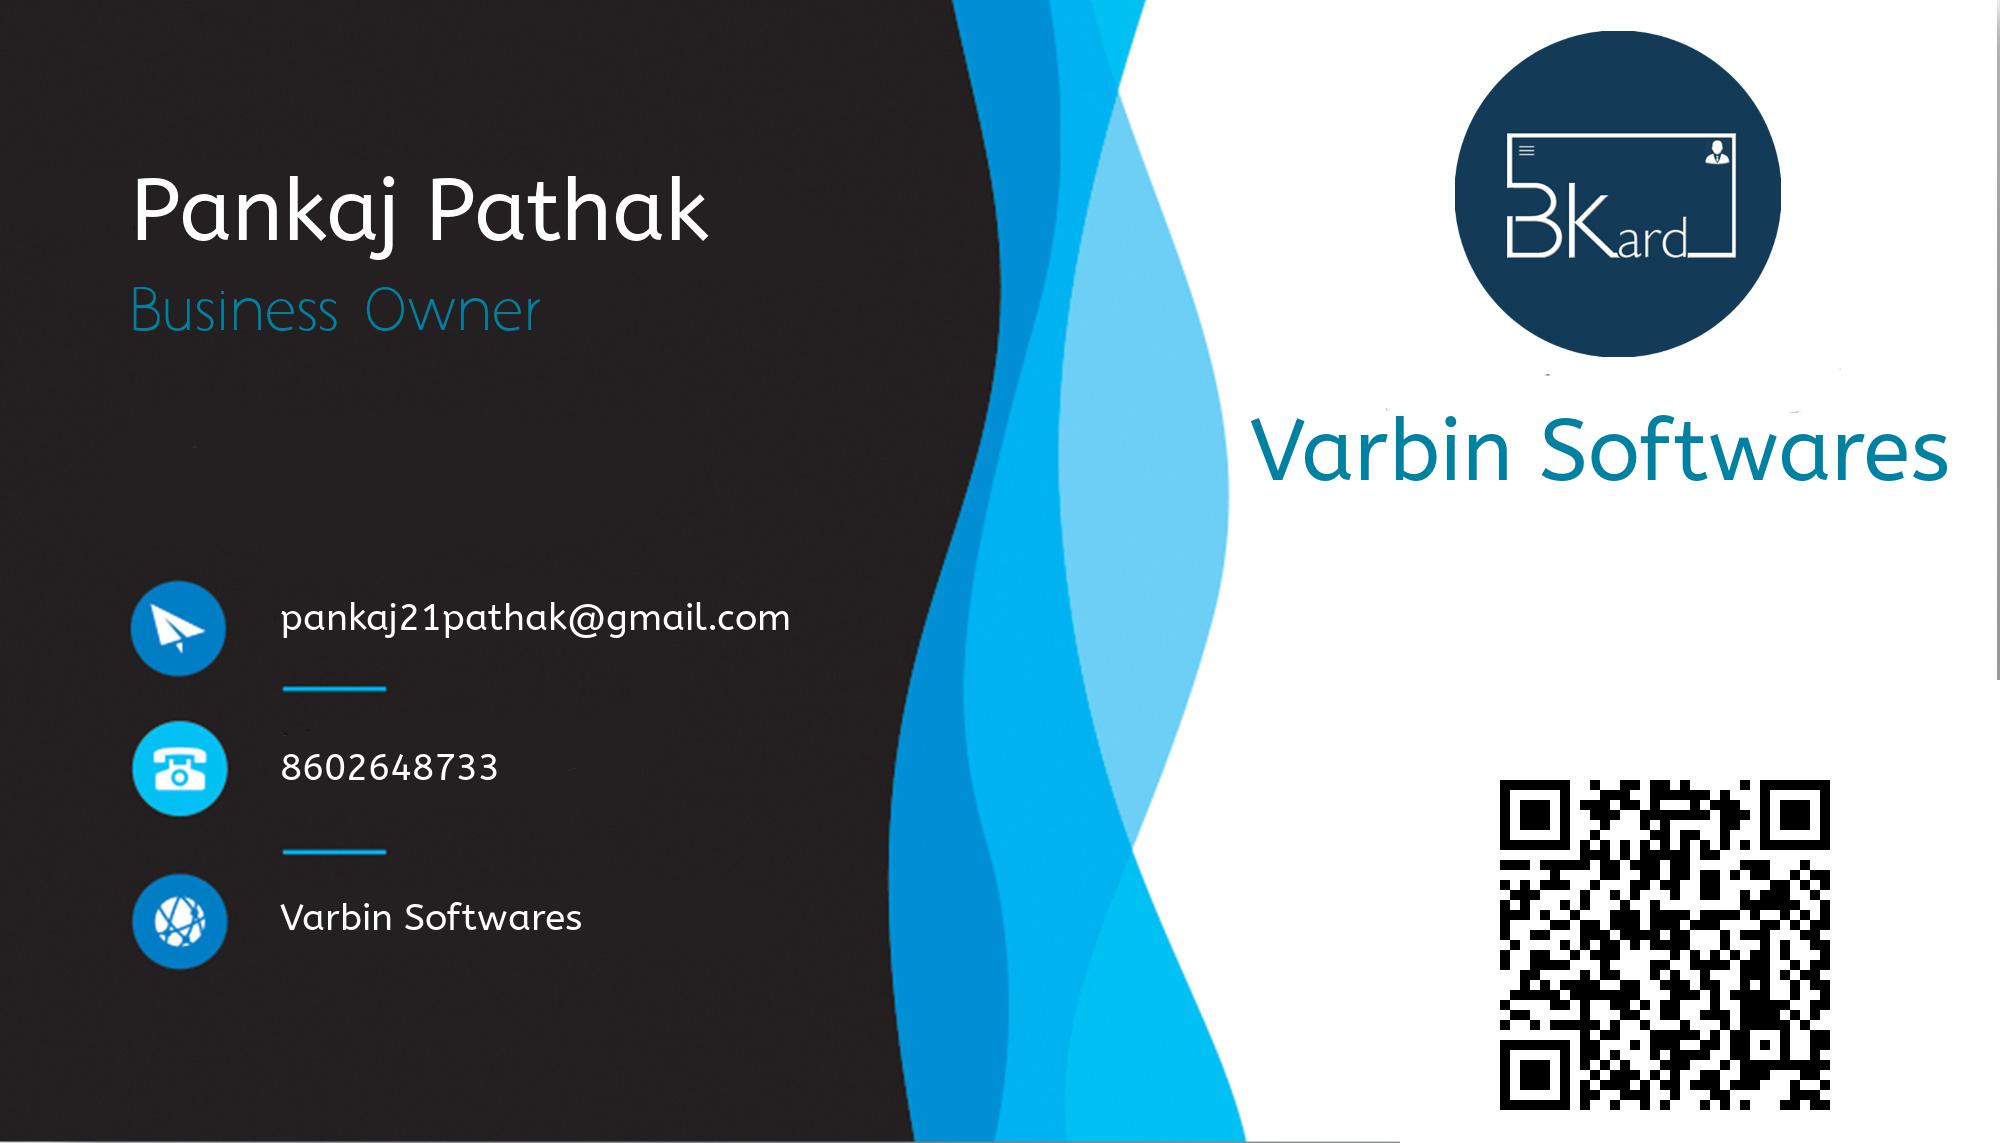 Pankaj Pathak
Business Owner
pankaj21pathak@gmail.com
8602648733
Varbin Softwares
BKard
Varbin Softwares